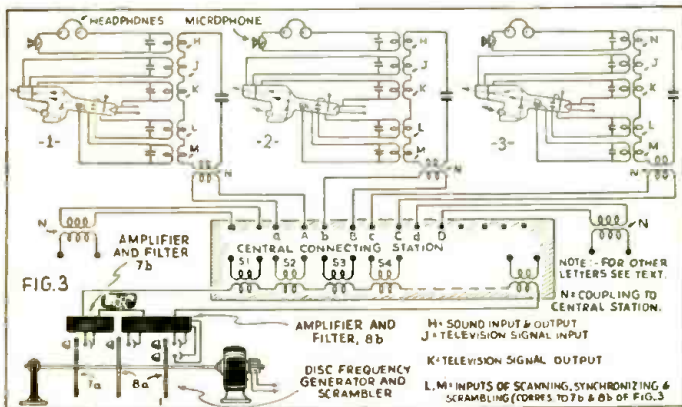 HEADPHONES
MICROPHONE
H
J
K
L
M
N
-1-
H
J
K
L
M
N
-2-
N
J
K
L
M
N
-3-
N
a A b B c C d D
N
CENTRAL CONNECTING STATION
S1 S2 S3 S4
AMPLIFIER
AND FILTER
7b
FIG.3
NOTE:-FOR OTHER
LETTERS SEE TEXT.
N=COUPLING TO
CENTRAL STATION.
AMPLIFIER AND
FILTER, 8b
H=SOUND INPUT & OUTPUT
J=TELEVISION SIGNAL INPUT
K=TELEVISION SIGNAL OUTPUT
7a
8a
DISC FREQUENCY
GENERATOR AND
SCRAMBLER
L,M=INPUTS OF SCANNING, SYNCHRONIZING &
SCRAMBLING (CORRES. TO 7b & 8b OF FIG.3